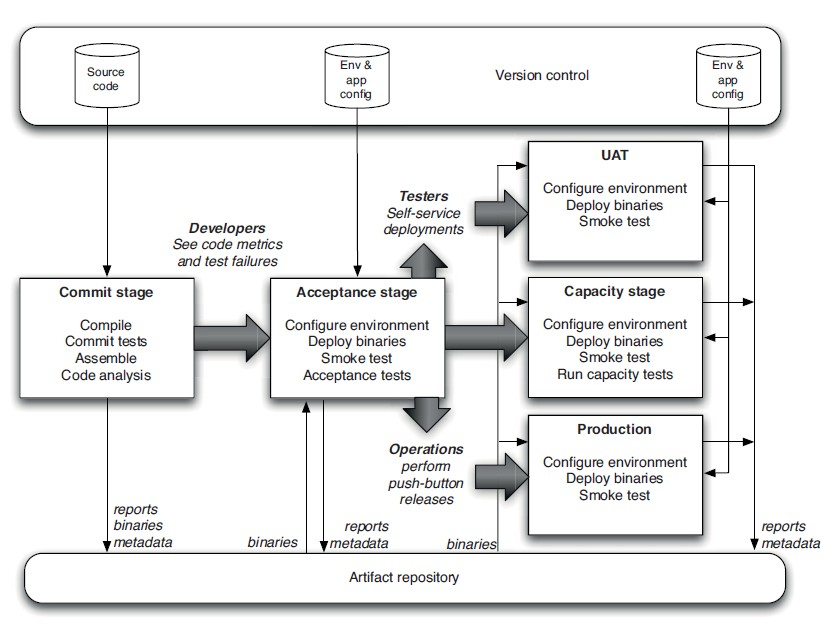 Source
code
Env &
app
config
Version control
Env &
app
config
UAT
Configure environment
Deploy binaries
Smoke test
Testers
Self-service
deployments
Developers
See code metrics
and test failures
Commit stage
Compile
Commit tests
Assemble
Code analysis
Acceptance stage
Configure environment
Deploy binaries
Smoke test
Acceptance tests
Capacity stage
Configure environment
Deploy binaries
Smoke test
Run capacity tests
Operations
perform
push-button
releases
Production
Configure environment
Deploy binaries
Smoke test
reports
binaries
metadata
binaries
reports
metadata
binaries
reports
metadata
Artifact repository